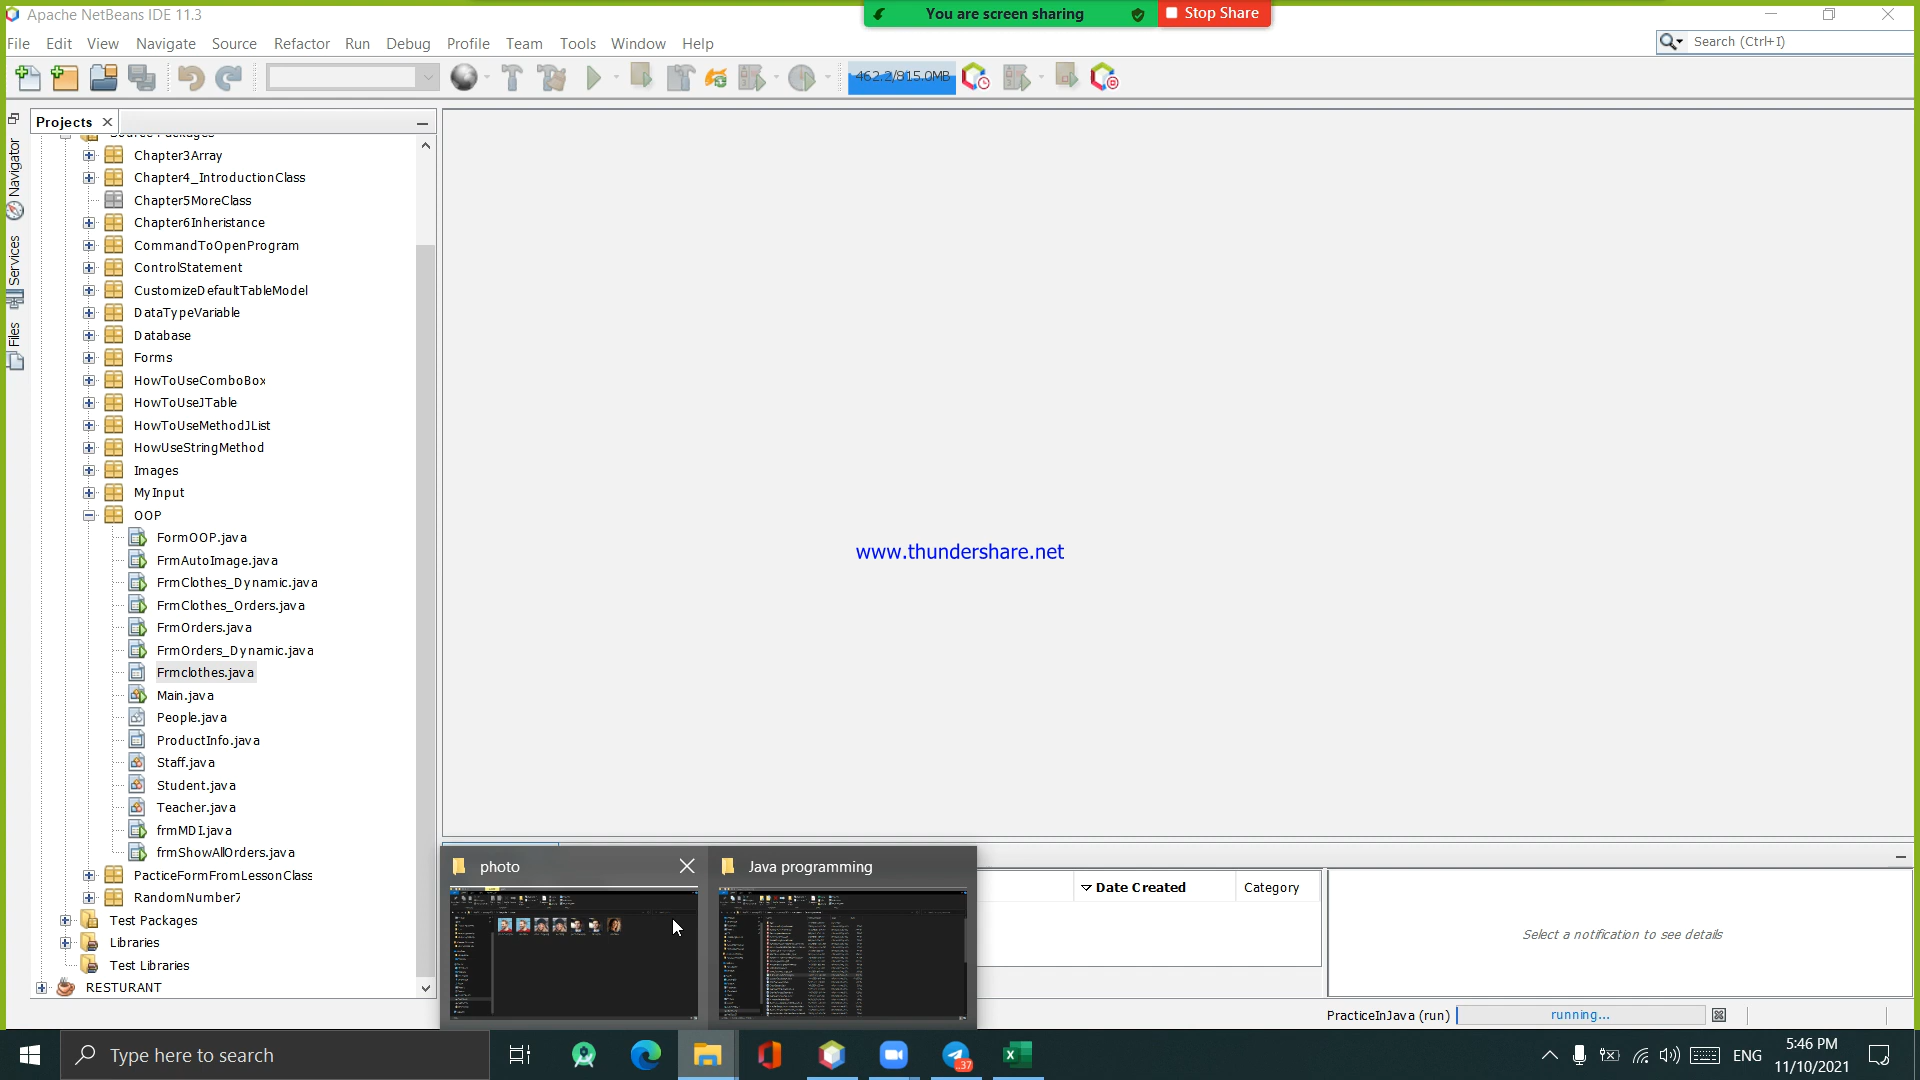 Apache NetBeans IDE 11.3
You are screen sharing
Stop Share
File Edit View Navigate Source Refactor Run Debug Profile Team Tools Window Help
Search (Ctrl+I)
462.2/815.0MB
Projects
Navigator
Services
Files
Source Packages
Chapter3Array
Chapter4_IntroductionClass
Chapter5MoreClass
Chapter6Inheristance
CommandToOpenProgram
ControlStatement
CustomizeDefaultTableModel
DataTypeVariable
Database
Forms
HowToUseComboBox
HowToUseJTable
HowToUseMethodJList
HowUseStringMethod
Images
MyInput
OOP
FormOOP.java
FrmAutoImage.java
FrmClothes_Dynamic.java
FrmClothes_Orders.java
FrmOrders.java
FrmOrders_Dynamic.java
Frmclothes.java
Main.java
People.java
ProductInfo.java
Staff.java
Student.java
Teacher.java
frmMDI.java
frmShowAllOrders.java
PacticeFormFromLessonClass
RandomNumber7
Test Packages
Libraries
Test Libraries
RESTURANT
www.thundershare.net
photo
Java programming
Date Created
Category
Select a notification to see details
PracticeInJava (run)
running...
Type here to search
37
ENG
5:46 PM
11/10/2021